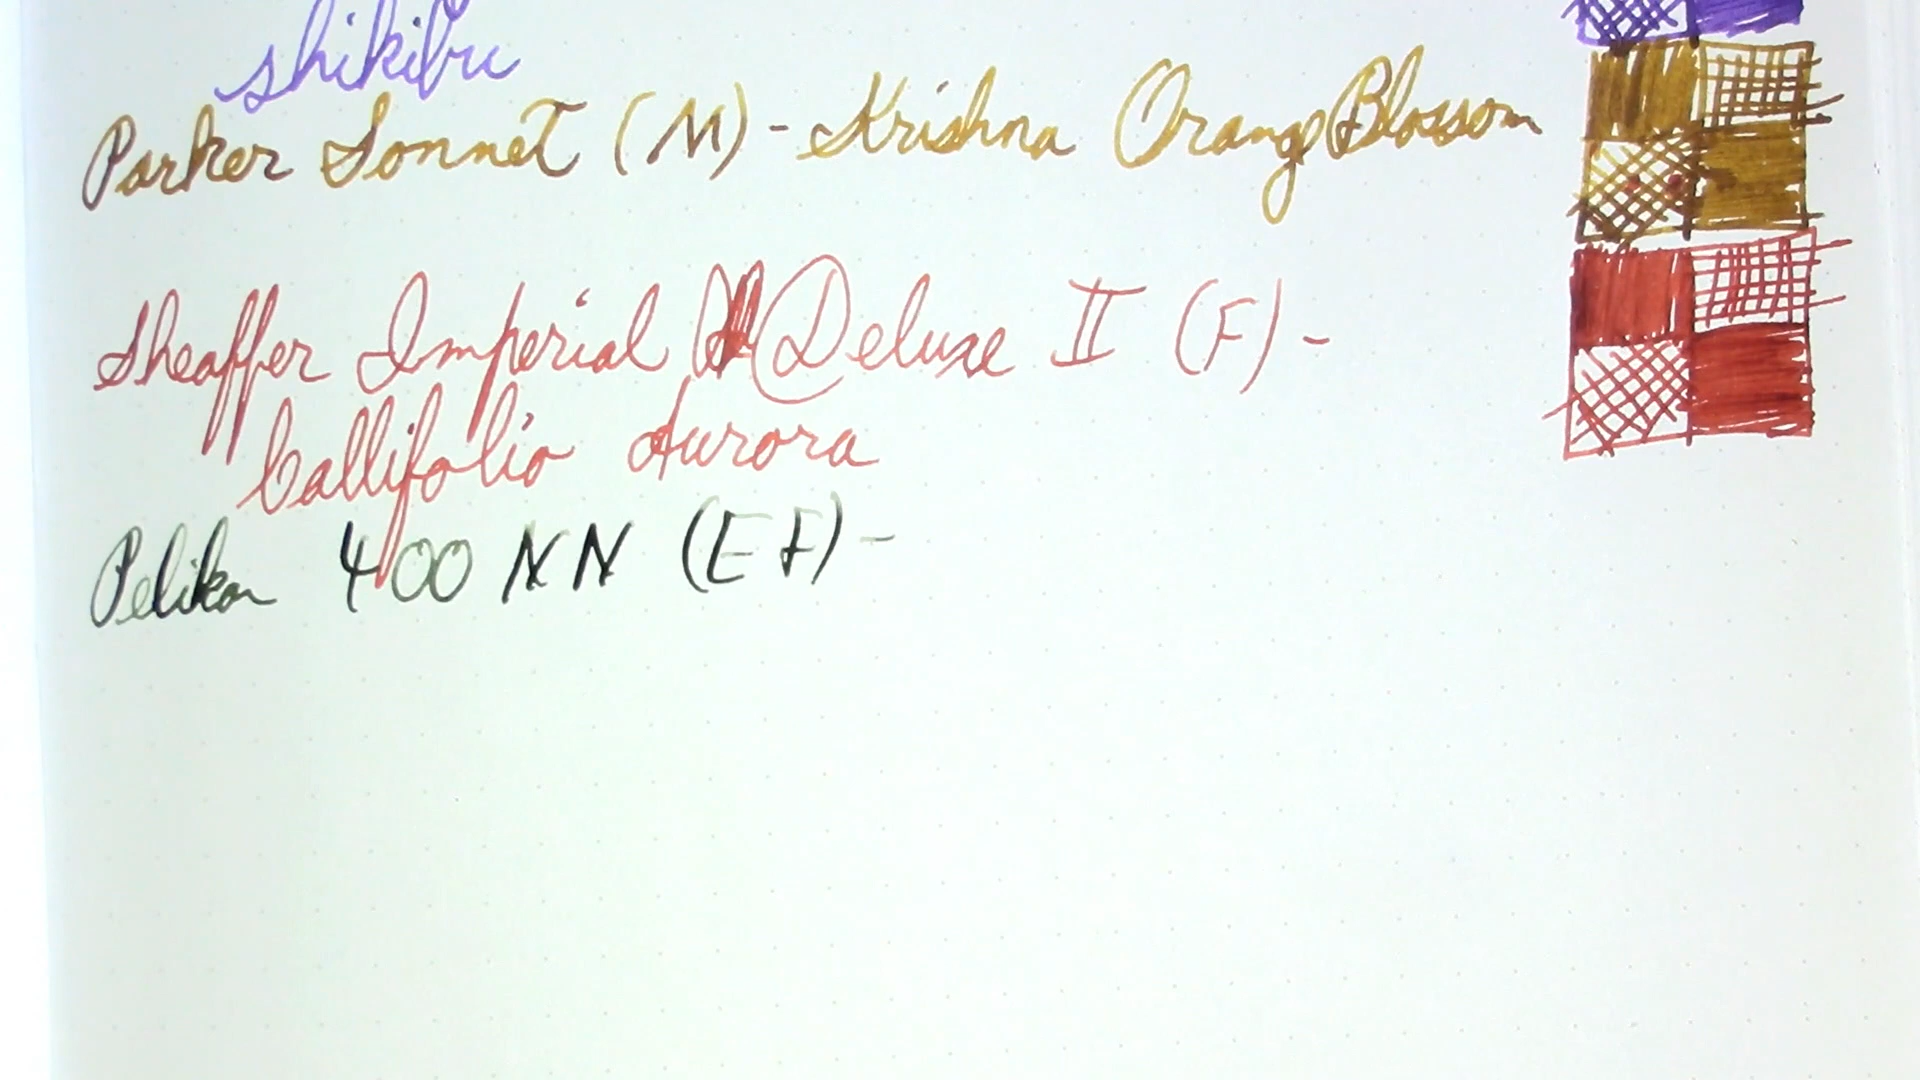 shikibu
Parker Sonnet (M) - Krishna Orange Blossom
Sheaffer Imperial (Deluxe II (F) -
Callifolio Aurora
Pelikan 400 NN (EF) -